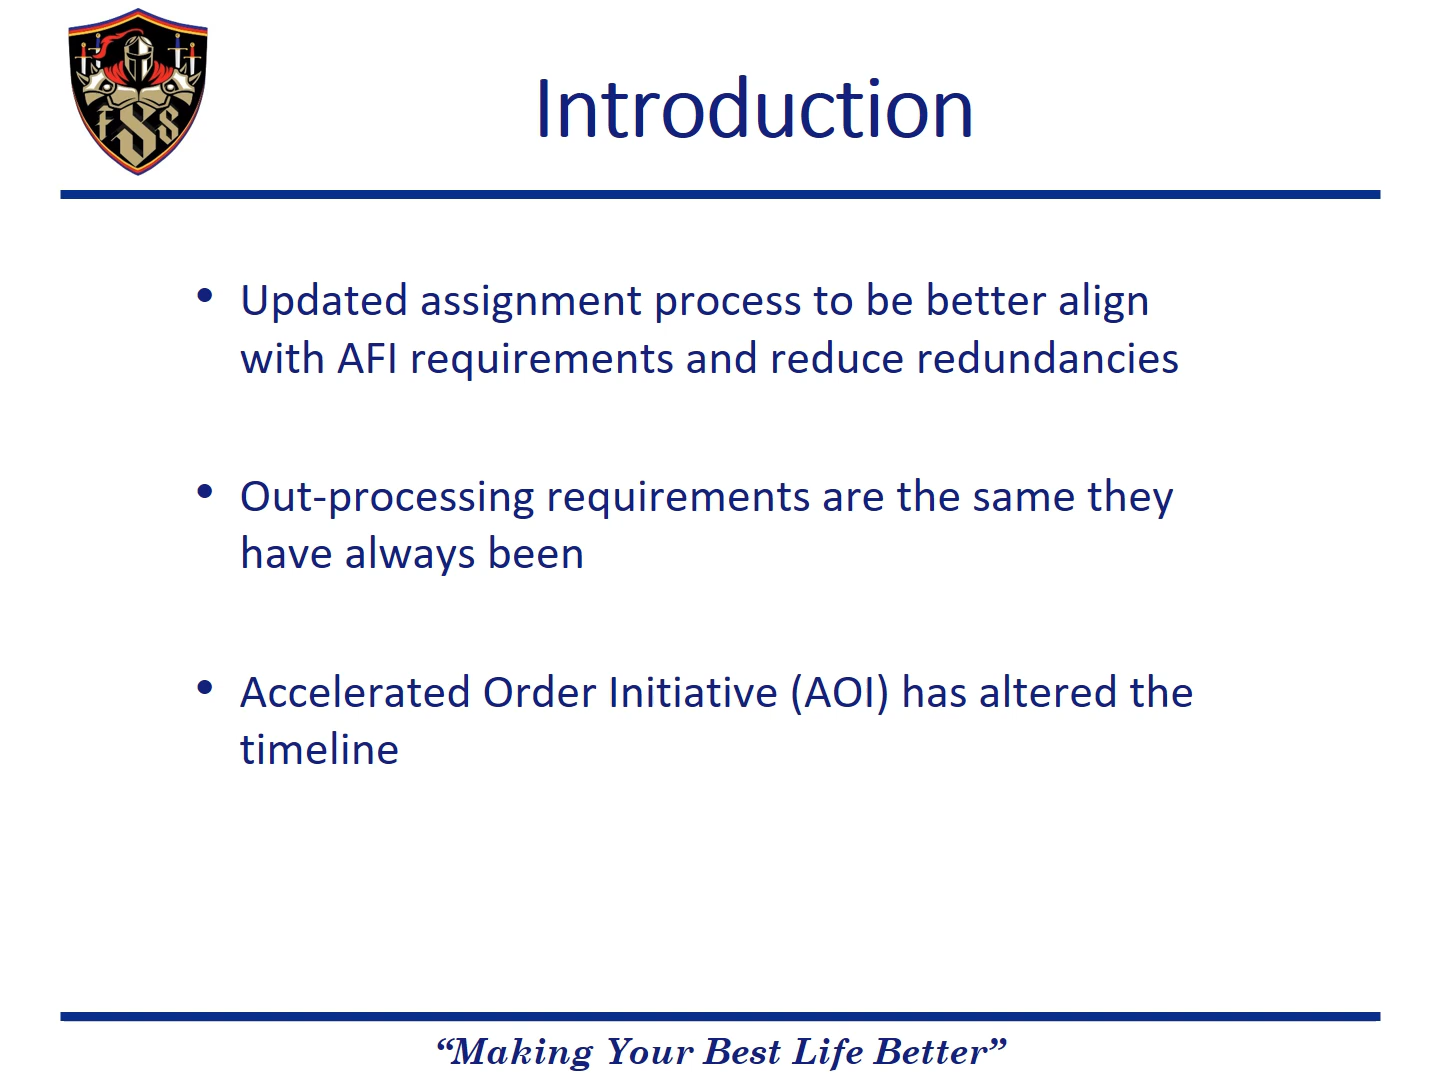 FSS
Introduction
• Updated assignment process to be better align
with AFI requirements and reduce redundancies
• Out-processing requirements are the same they
have always been
• Accelerated Order Initiative (AOI) has altered the
timeline
“Making Your Best Life Better”